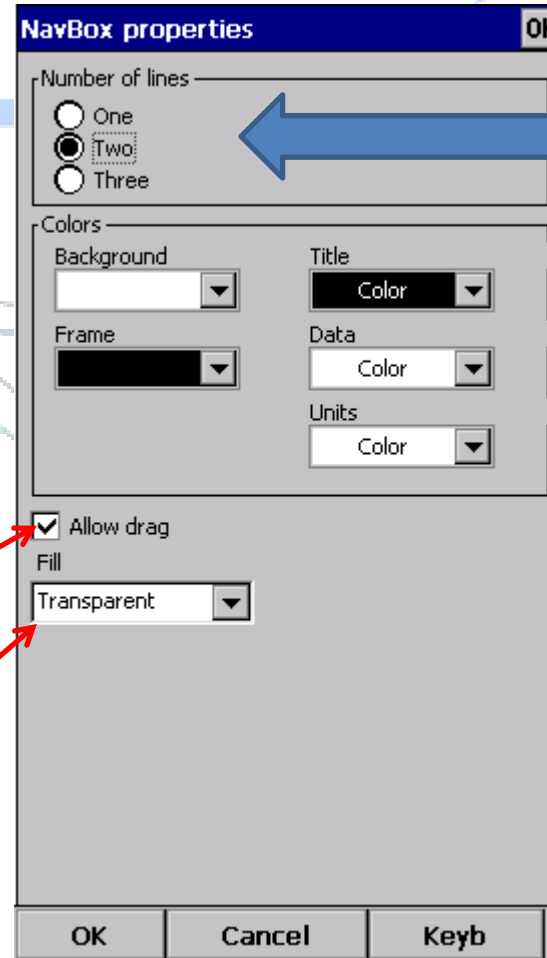 NavBox properties
OK
Number of lines
One
Two
Three
Colors
Background
Title
Color
Frame
Data
Color
Units
Color
Allow drag
Fill
Transparent
OK
Cancel
Keyb